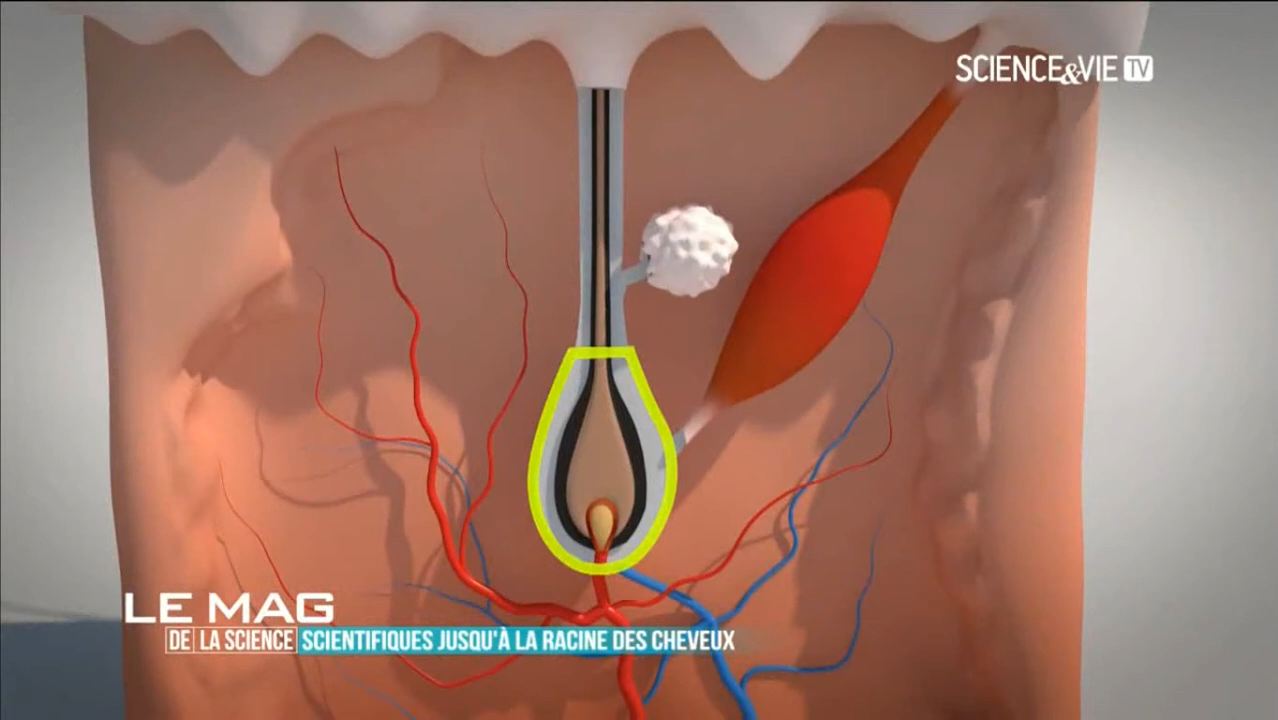 SCIENCE&VIE TV
LE MAG
DE LA SCIENCE SCIENTIFIQUES JUSQU'À LA RACINE DES CHEVEUX